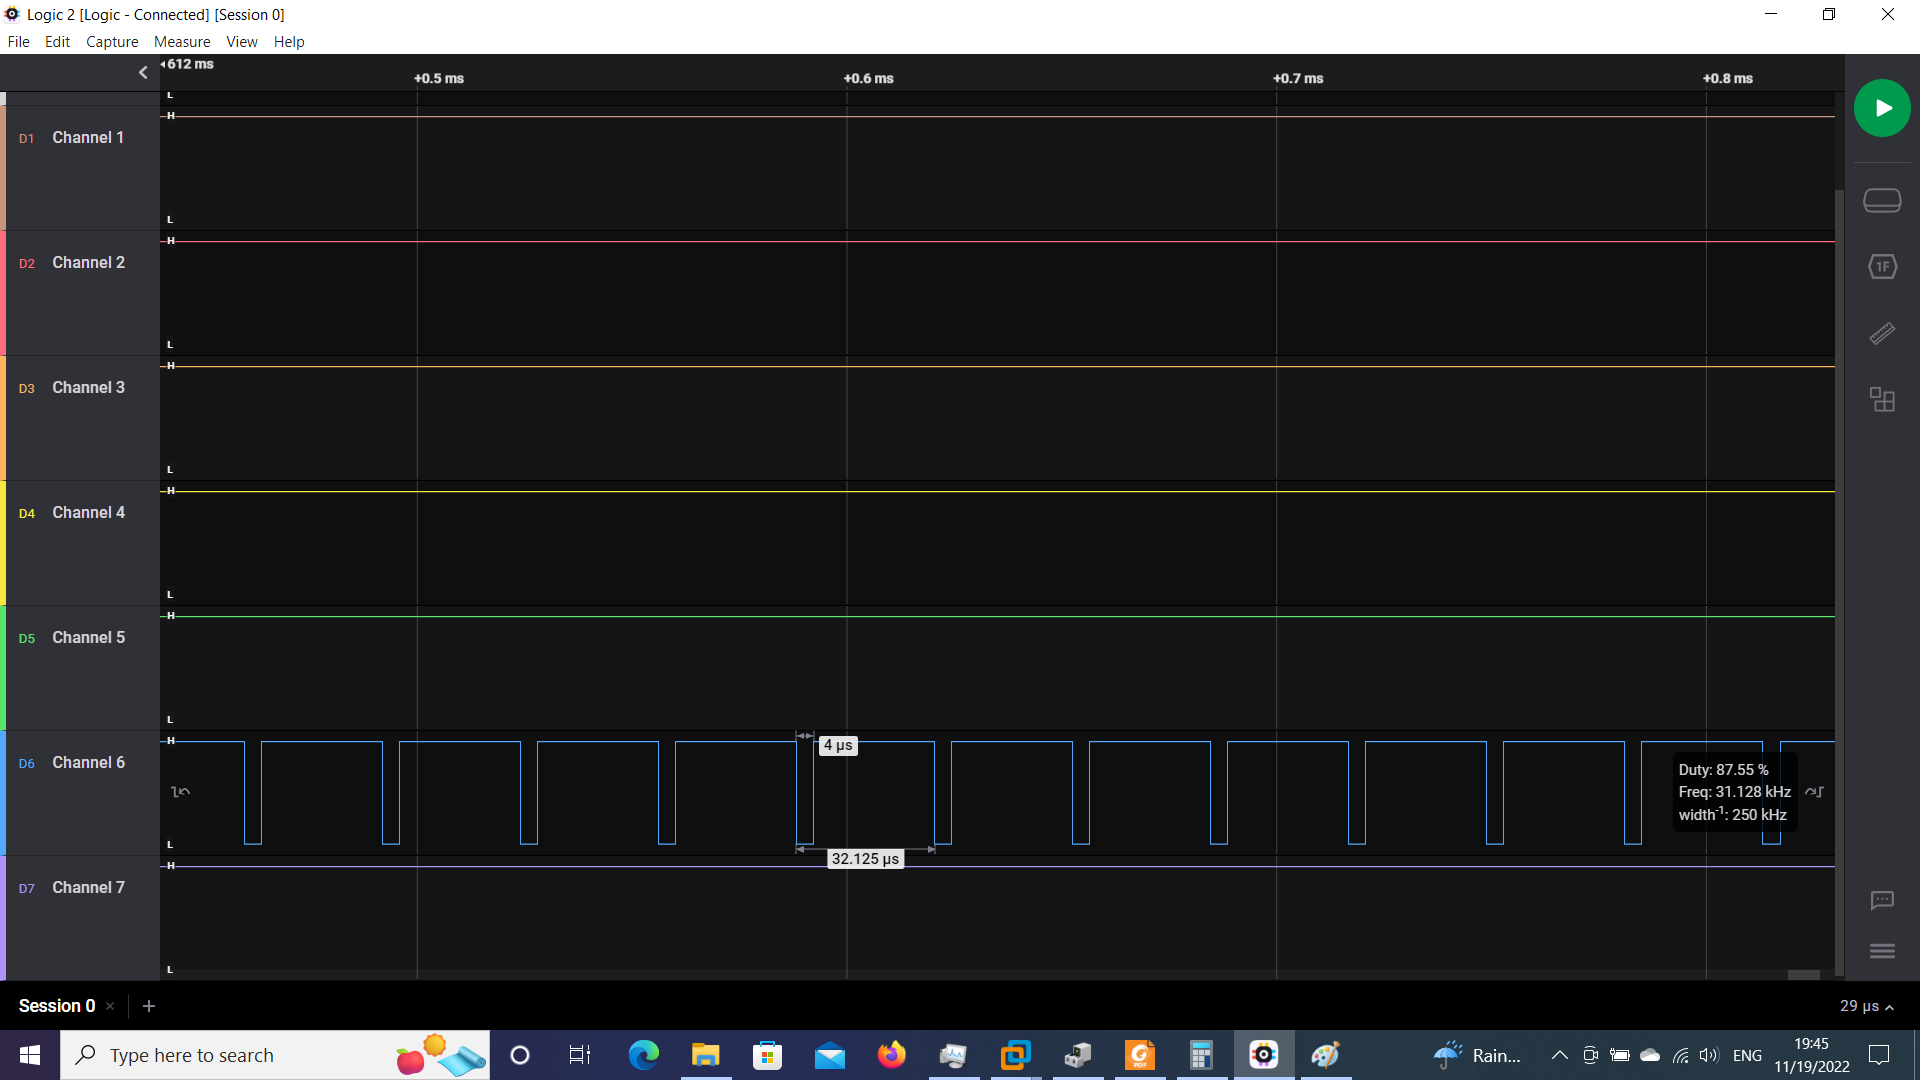 Logic 2 [Logic - Connected] [Session 0]
File Edit Capture Measure View Help
612 ms
+0.5 ms +0.6 ms +0.7 ms +0.8 ms
L
H
D1 Channel 1
L
H
D2 Channel 2
L
H
D3 Channel 3
L
H
D4 Channel 4
L
H
D5 Channel 5
L
H
4 µs
D6 Channel 6
Duty: 87.55 %
Freq: 31.128 kHz
width-1: 250 kHz
L
32.125 µs
H
D7 Channel 7
L
1F
Session 0 × +
29 µs
Type here to search
PDF
Rain...
ENG
19:45
11/19/2022